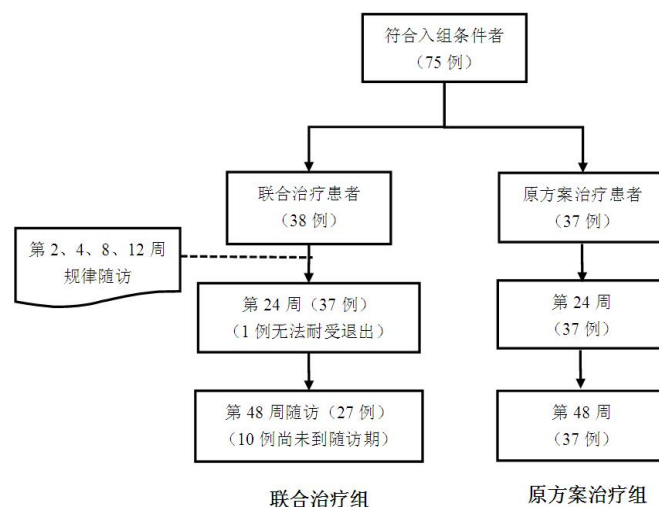 符合入组条件者
（75 例）
联合治疗患者
（38 例）
原方案治疗患者
（37 例）
第 2、4、8、12 周
规律随访
第 24 周（37 例）
（1 例无法耐受退出）
第 24 周
（37 例）
第 48 周随访（27 例）
（10 例尚未到随访期）
第 48 周
（37 例）
联合治疗组
原方案治疗组